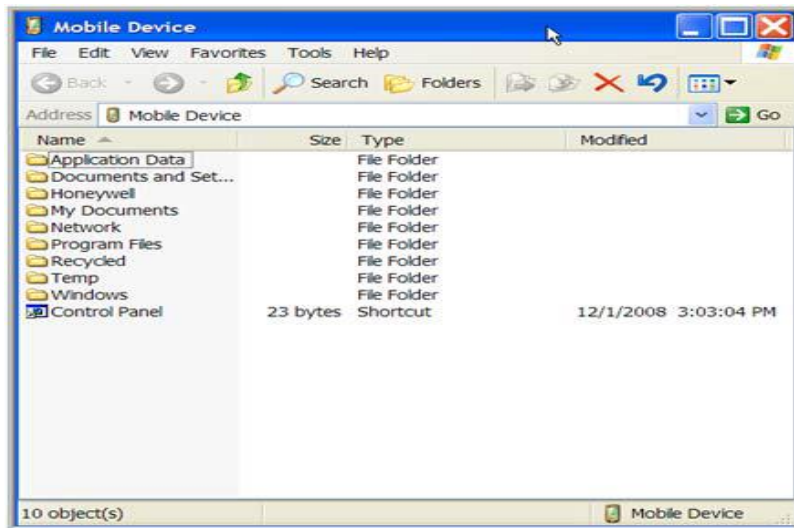 Mobile Device
File Edit View Favorites Tools Help
Back Search Folders
Address Mobile Device Go
Name Size Type Modified
Application Data File Folder
Documents and Set... File Folder
Honeywell File Folder
My Documents File Folder
Network File Folder
Program Files File Folder
Recycled File Folder
Temp File Folder
Windows File Folder
Control Panel 23 bytes Shortcut 12/1/2008 3:03:04 PM
10 object(s) Mobile Device